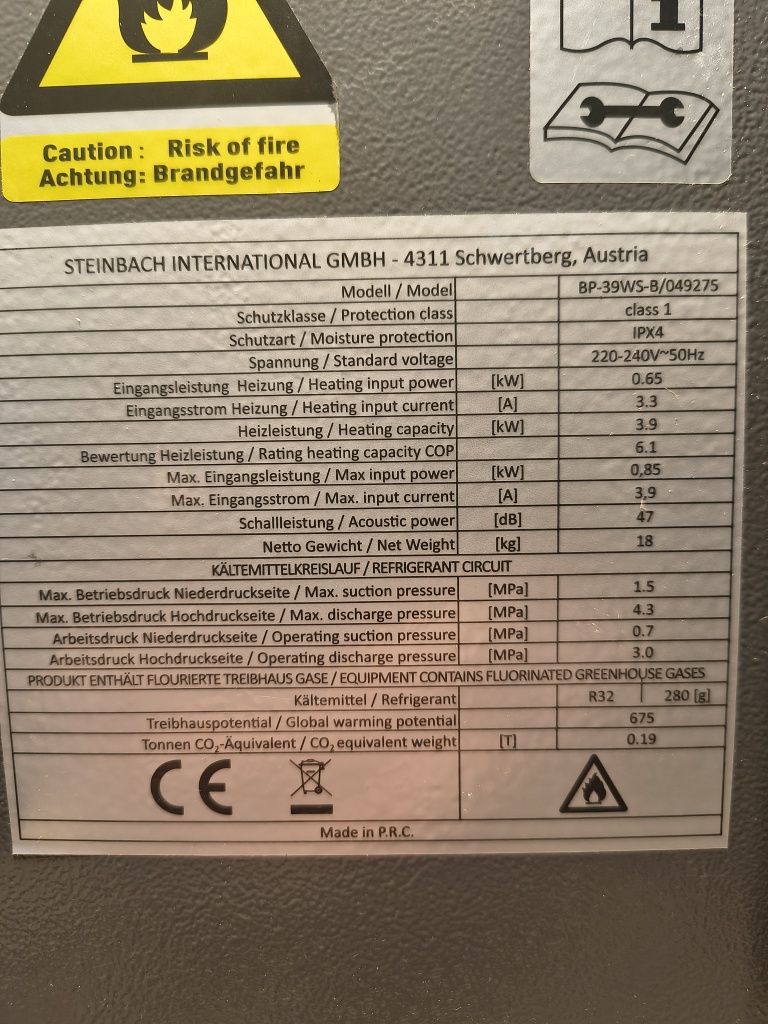 Caution : Risk of fire
Achtung: Brandgefahr
STEINBACH INTERNATIONAL GMBH - 4311 Schwertberg, Austria
Modell / Model BP-39WS-B/049275
Schutzklasse / Protection class class 1
Schutzart / Moisture protection IPX4
Spannung / Standard voltage 220-240V~50Hz
Eingangsleistung Heizung / Heating input power [kW] 0.65
Eingangsstrom Heizung / Heating input current [A] 3.3
Heizleistung / Heating capacity [kW] 3.9
Bewertung Heizleistung / Rating heating capacity COP 6.1
Max. Eingangsleistung / Max input power [kW] 0,85
Max. Eingangsstrom / Max. input current [A] 3,9
Schallleistung / Acoustic power [dB] 47
Netto Gewicht / Net Weight [kg] 18
KÄLTEMITTELKREISLAUF / REFRIGERANT CIRCUIT
Max. Betriebsdruck Niederdruckseite / Max. suction pressure [MPa] 1.5
Max. Betriebsdruck Hochdruckseite / Max. discharge pressure [MPa] 4.3
Arbeitsdruck Niederdruckseite / Operating suction pressure [MPa] 0.7
Arbeitsdruck Hochdruckseite / Operating discharge pressure [MPa] 3.0
PRODUKT ENTHÄLT FLOURIERTE TREIBHAUS GASE / EQUIPMENT CONTAINS FLUORINATED GREENHOUSE GASES
Kältemittel / Refrigerant R32 280 [g]
Treibhauspotential / Global warming potential 675
Tonnen CO₂-Äquivalent / CO₂ equivalent weight [T] 0.19
CE
Made in P.R.C.